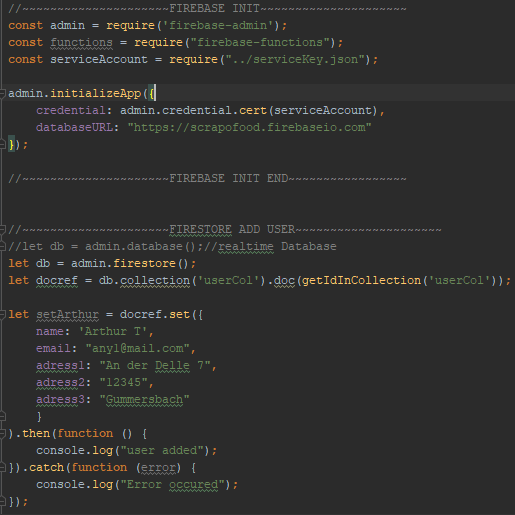 //~~~~~~~~~~~~~~~~~~~~~FIREBASE INIT~~~~~~~~~~~~~~~~~~~~~
const admin = require('firebase-admin');
const functions = require("firebase-functions");
const serviceAccount = require("../serviceKey.json");
admin.initializeApp({
    credential: admin.credential.cert(serviceAccount),
    databaseURL: "https://scrapofood.firebaseio.com"
});
//~~~~~~~~~~~~~~~~~~~~~FIREBASE INIT END~~~~~~~~~~~~~~~~~
//~~~~~~~~~~~~~~~~~~~~~FIRESTORE ADD USER~~~~~~~~~~~~~~~~~~~~~
//let db = admin.database();//realtime Database
let db = admin.firestore();
let docref = db.collection('userCol').doc(getIdInCollection('userCol'));
let setArthur = docref.set({
    name: 'Arthur T',
    email: "any1@mail.com",
    adress1: "An der Delle 7",
    adress2: "12345",
    adress3: "Gummersbach"
    }
).then(function () {
    console.log("user added");
}).catch(function (error) {
    console.log("Error occured");
});